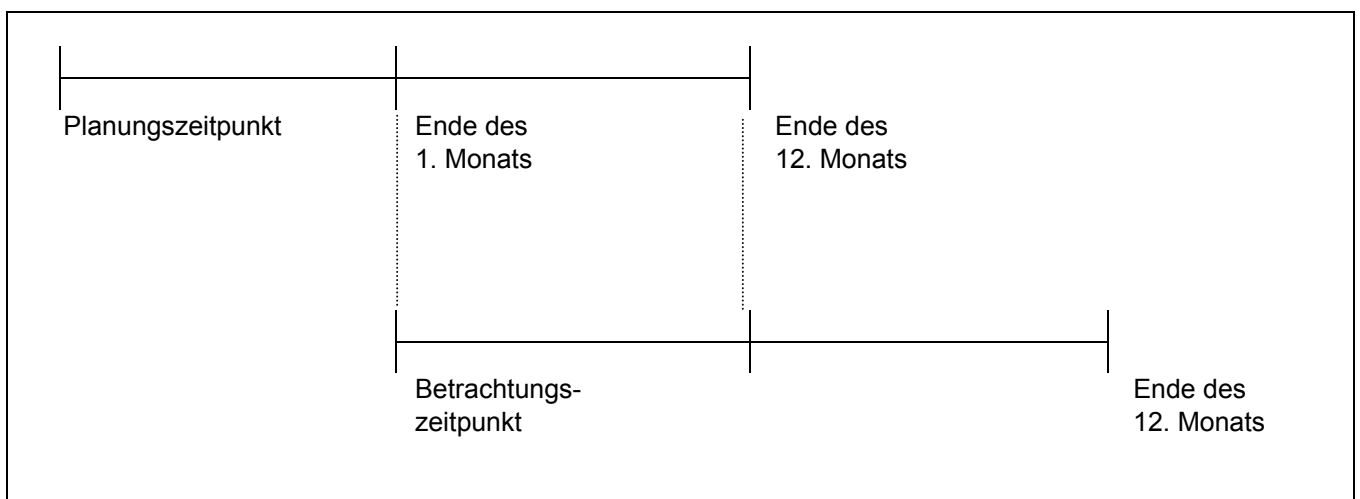 Planungszeitpunkt
Ende des
1. Monats
Ende des
12. Monats
Betrachtungs-
zeitpunkt
Ende des
12. Monats